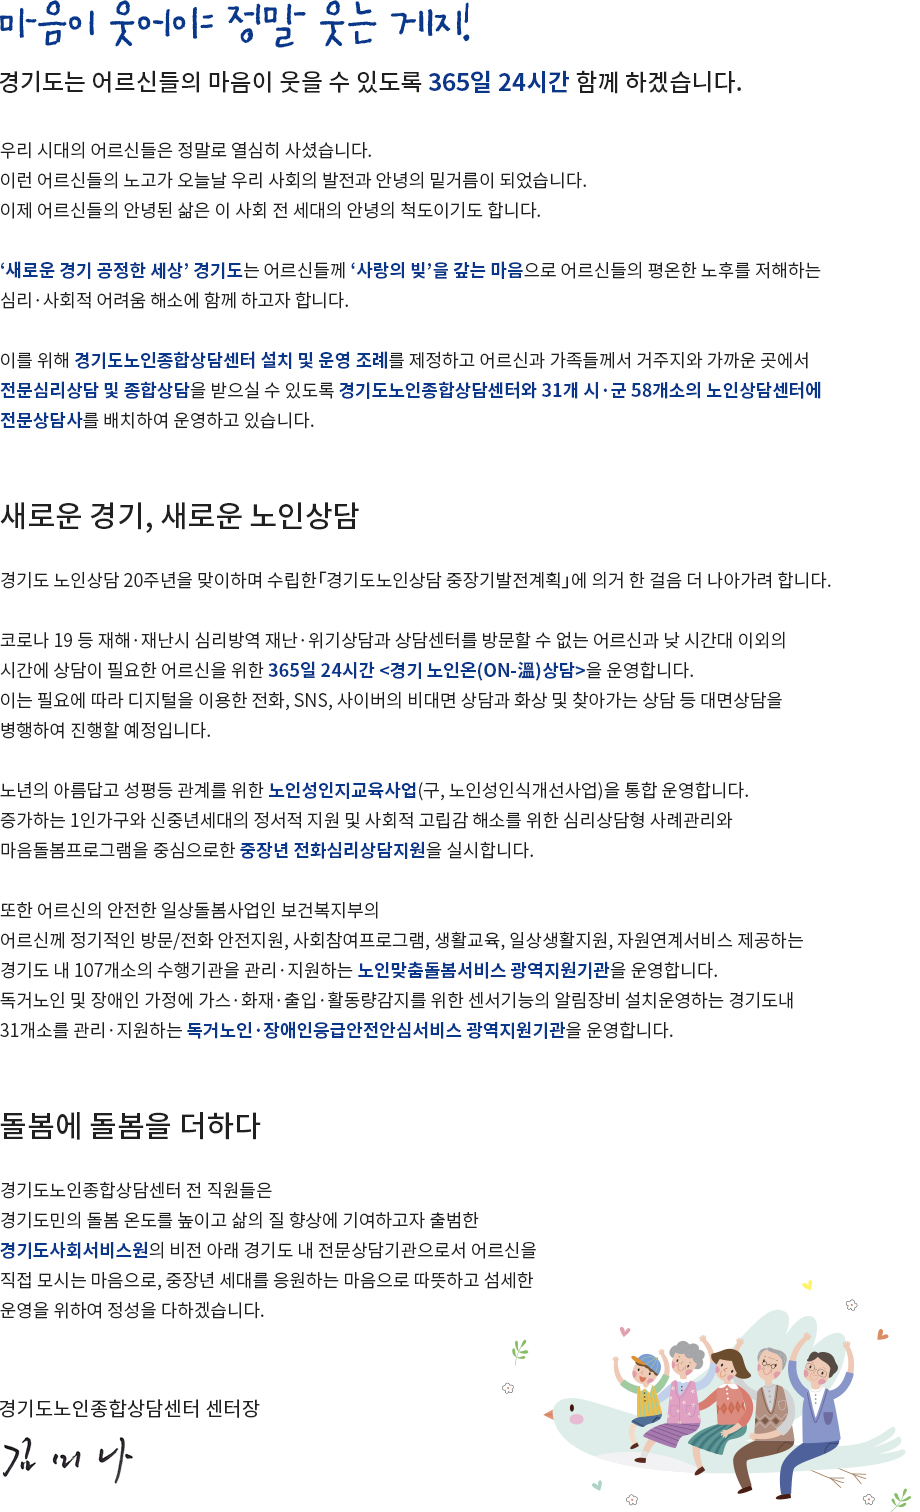 마음이 웃어야 정말 웃는 게지!
경기도는 어르신들의 마음이 웃을 수 있도록 365일 24시간 함께 하겠습니다.
우리 시대의 어르신들은 정말로 열심히 사셨습니다.
이런 어르신들의 노고가 오늘날 우리 사회의 발전과 안녕의 밑거름이 되었습니다.
이제 어르신들의 안녕된 삶은 이 사회 전 세대의 안녕의 척도이기도 합니다.
‘새로운 경기 공정한 세상’ 경기도는 어르신들께 ‘사랑의 빚’을 갚는 마음으로 어르신들의 평온한 노후를 저해하는
심리·사회적 어려움 해소에 함께 하고자 합니다.
이를 위해 경기도노인종합상담센터 설치 및 운영 조례를 제정하고 어르신과 가족들께서 거주지와 가까운 곳에서
전문심리상담 및 종합상담을 받으실 수 있도록 경기도노인종합상담센터와 31개 시·군 58개소의 노인상담센터에
전문상담사를 배치하여 운영하고 있습니다.
새로운 경기, 새로운 노인상담
경기도 노인상담 20주년을 맞이하며 수립한｢경기도노인상담 중장기발전계획｣에 의거 한 걸음 더 나아가려 합니다.
코로나 19 등 재해·재난시 심리방역 재난·위기상담과 상담센터를 방문할 수 없는 어르신과 낮 시간대 이외의
시간에 상담이 필요한 어르신을 위한 365일 24시간 <경기 노인온(ON-溫)상담>을 운영합니다.
이는 필요에 따라 디지털을 이용한 전화, SNS, 사이버의 비대면 상담과 화상 및 찾아가는 상담 등 대면상담을
병행하여 진행할 예정입니다.
노년의 아름답고 성평등 관계를 위한 노인성인지교육사업(구, 노인성인식개선사업)을 통합 운영합니다.
증가하는 1인가구와 신중년세대의 정서적 지원 및 사회적 고립감 해소를 위한 심리상담형 사례관리와
마음돌봄프로그램을 중심으로한 중장년 전화심리상담지원을 실시합니다.
또한 어르신의 안전한 일상돌봄사업인 보건복지부의
어르신께 정기적인 방문/전화 안전지원, 사회참여프로그램, 생활교육, 일상생활지원, 자원연계서비스 제공하는
경기도 내 107개소의 수행기관을 관리·지원하는 노인맞춤돌봄서비스 광역지원기관을 운영합니다.
독거노인 및 장애인 가정에 가스·화재·출입·활동량감지를 위한 센서기능의 알림장비 설치운영하는 경기도내
31개소를 관리·지원하는 독거노인·장애인응급안전안심서비스 광역지원기관을 운영합니다.
돌봄에 돌봄을 더하다
경기도노인종합상담센터 전 직원들은
경기도민의 돌봄 온도를 높이고 삶의 질 향상에 기여하고자 출범한
경기도사회서비스원의 비전 아래 경기도 내 전문상담기관으로서 어르신을
직접 모시는 마음으로, 중장년 세대를 응원하는 마음으로 따뜻하고 섬세한
운영을 위하여 정성을 다하겠습니다.
경기도노인종합상담센터 센터장
김미나